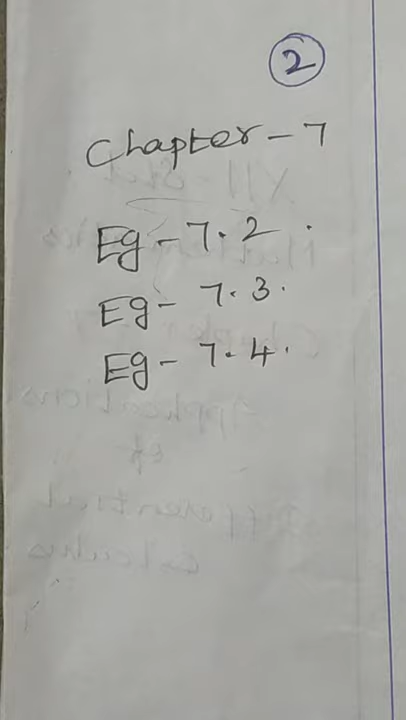 2
Chapter - 7
Eg - 7.2.
Eg - 7.3.
Eg - 7.4.